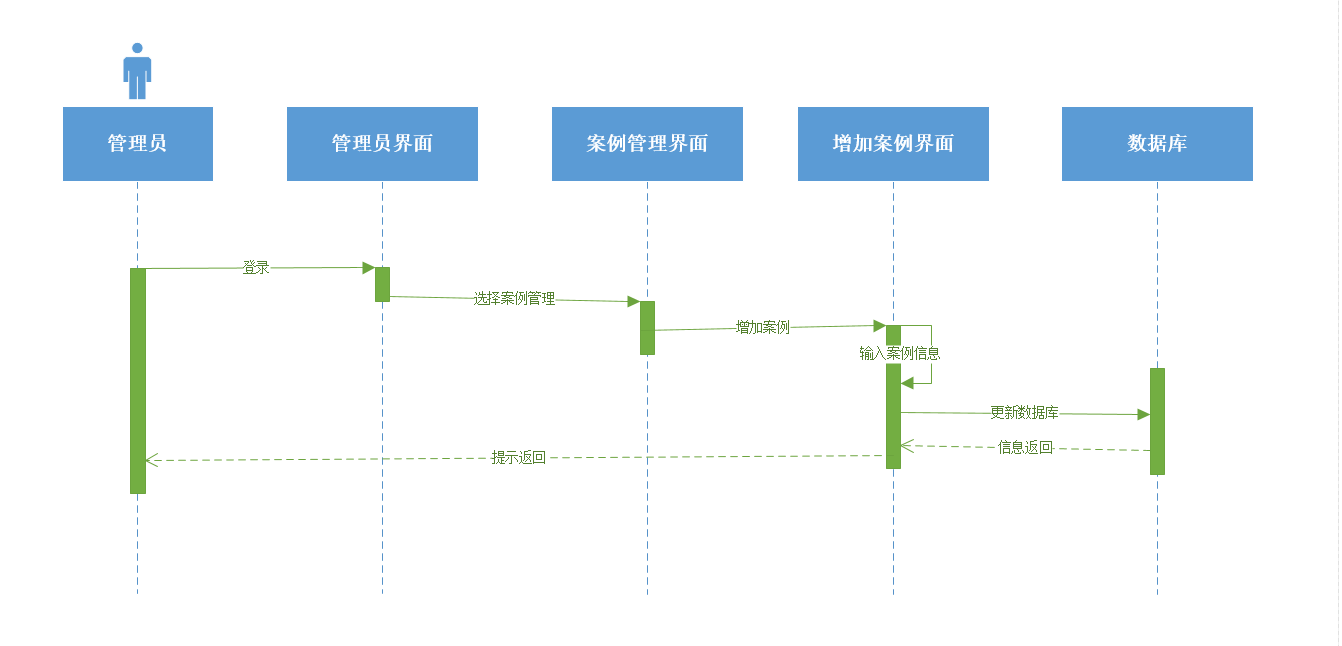 管理员
管理员界面
案例管理界面
增加案例界面
数据库
登录
选择案例管理
增加案例
输入案例信息
更新数据库
信息返回
提示返回